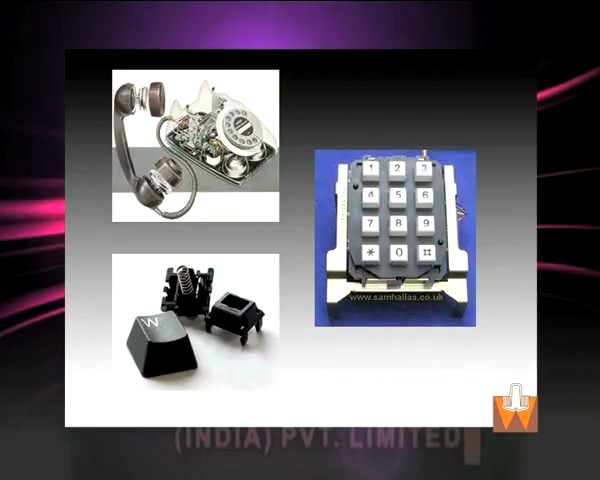 1 2 3
4 5 6
7 8 9
* 0 #
www.samhallas.co.uk
W
W
(INDIA) PVT. LIMITED